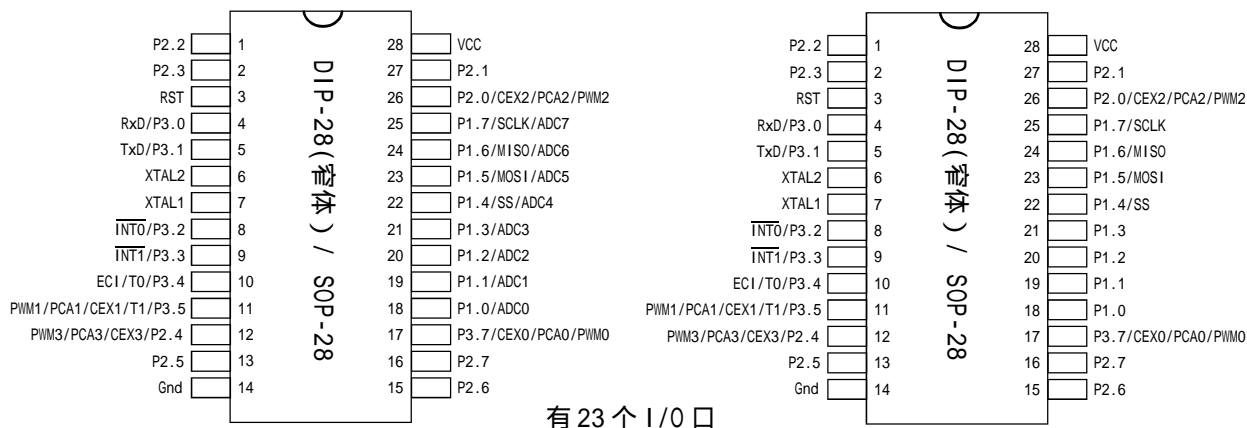 P2.2 1 28 VCC
P2.3 2 27 P2.1
RST 3 26 P2.0/CEX2/PCA2/PWM2
RxD/P3.0 4 25 P1.7/SCLK/ADC7
TxD/P3.1 5 24 P1.6/MISO/ADC6
XTAL2 6 23 P1.5/MOSI/ADC5
XTAL1 7 22 P1.4/SS/ADC4
INT0/P3.2 8 21 P1.3/ADC3
INT1/P3.3 9 20 P1.2/ADC2
ECI/T0/P3.4 10 19 P1.1/ADC1
PWM1/PCA1/CEX1/T1/P3.5 11 18 P1.0/ADC0
PWM3/PCA3/CEX3/P2.4 12 17 P3.7/CEX0/PCA0/PWM0
P2.5 13 16 P2.7
Gnd 14 15 P2.6
DIP-28(窄体)/ SOP-28
P2.2 1 28 VCC
P2.3 2 27 P2.1
RST 3 26 P2.0/CEX2/PCA2/PWM2
RxD/P3.0 4 25 P1.7/SCLK
TxD/P3.1 5 24 P1.6/MISO
XTAL2 6 23 P1.5/MOSI
XTAL1 7 22 P1.4/SS
INT0/P3.2 8 21 P1.3
INT1/P3.3 9 20 P1.2
ECI/T0/P3.4 10 19 P1.1
PWM1/PCA1/CEX1/T1/P3.5 11 18 P1.0
PWM3/PCA3/CEX3/P2.4 12 17 P3.7/CEX0/PCA0/PWM0
P2.5 13 16 P2.7
Gnd 14 15 P2.6
DIP-28(窄体)/ SOP-28
有23个I/O口